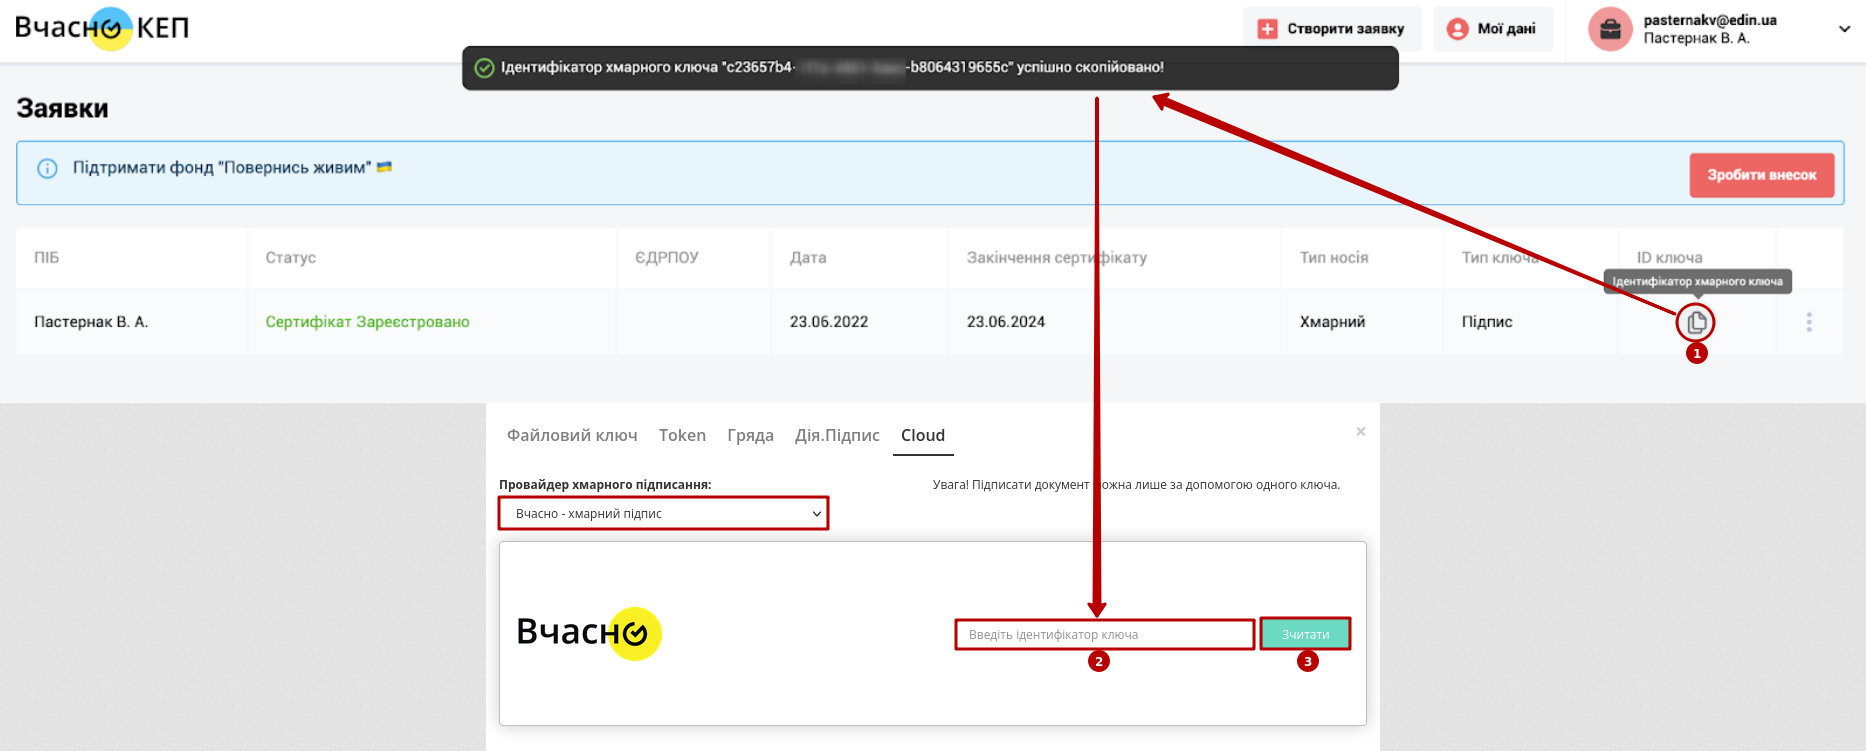 Вчасно КЕП
Створити заявку
Мої дані
pasternakv@edin.ua
Пастернак В. А.
Ідентифікатор хмарного ключа "c23657b4- -b8064319655c" успішно скопійовано!
Заявки
Підтримати фонд "Повернись живим"
Зробити внесок
ПІБ Статус ЄДРПОУ Дата Закінчення сертифікату Тип носія Тип ключа ID ключа
Ідентифікатор хмарного ключа
Пастернак В. А. Сертифікат Зареєстровано 23.06.2022 23.06.2024 Хмарний Підпис
1
Файловий ключ Token Гряда Дія.Підпис Cloud ×
Провайдер хмарного підписання:
Увага! Підписати документ можна лише за допомогою одного ключа.
Вчасно - хмарний підпис
Вчасно
Введіть ідентифікатор ключа
Зчитати
2
3